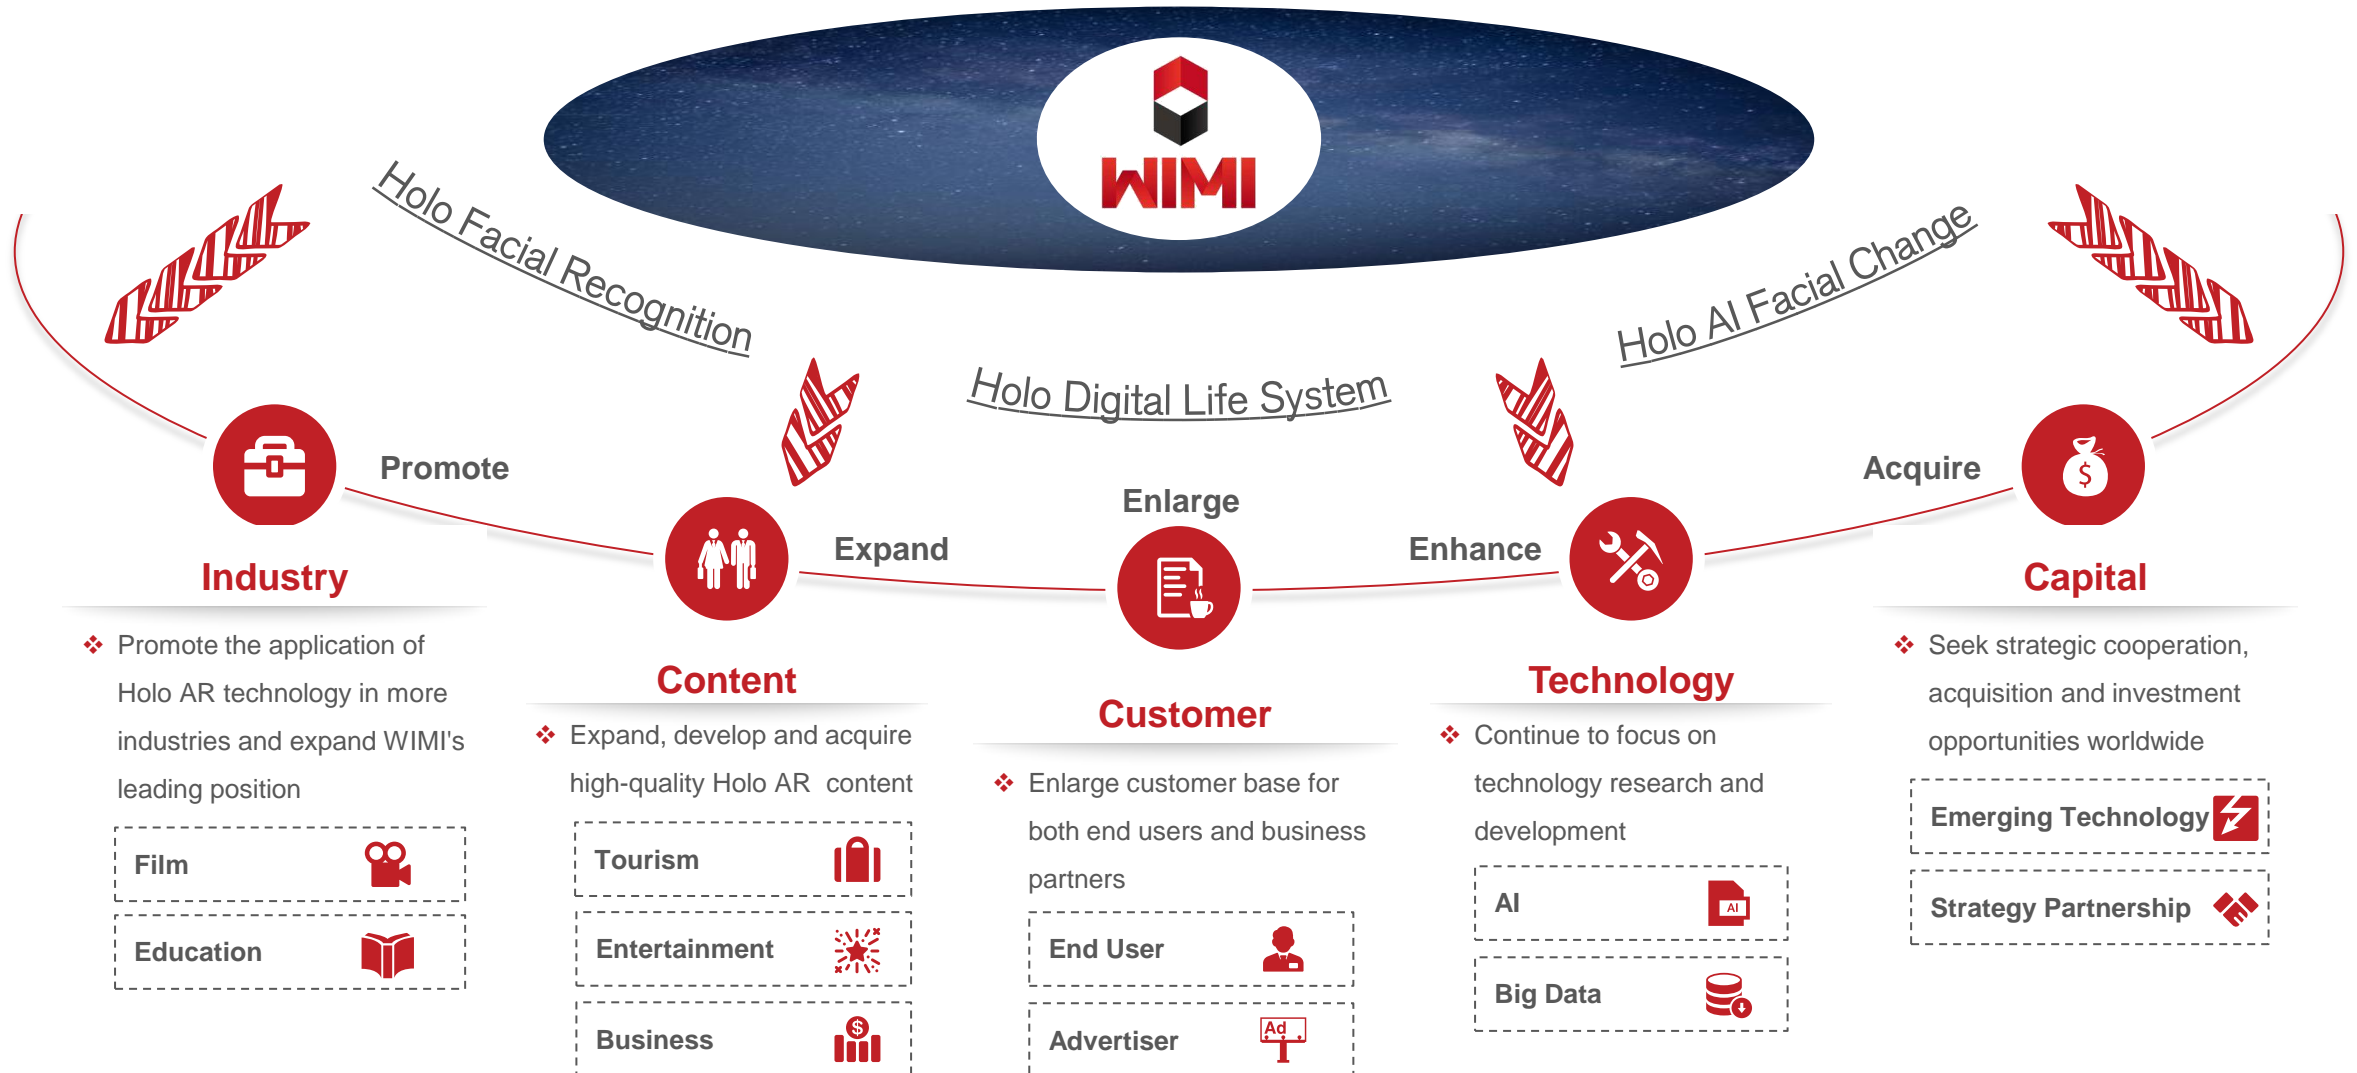 WIMI
Holo Facial Recognition
Holo Digital Life System
Holo AI Facial Change
Promote
Expand
Enlarge
Enhance
Acquire
$
Industry
Promote the application of
Holo AR technology in more
industries and expand WIMI's
leading position
Film
Education
Content
Expand, develop and acquire
high-quality Holo AR content
Tourism
Entertainment
Business
$
Customer
Enlarge customer base for
both end users and business
partners
End User
Advertiser
Ad
Technology
Continue to focus on
technology research and
development
AI
AI
Big Data
Capital
Seek strategic cooperation,
acquisition and investment
opportunities worldwide
Emerging Technology
Strategy Partnership